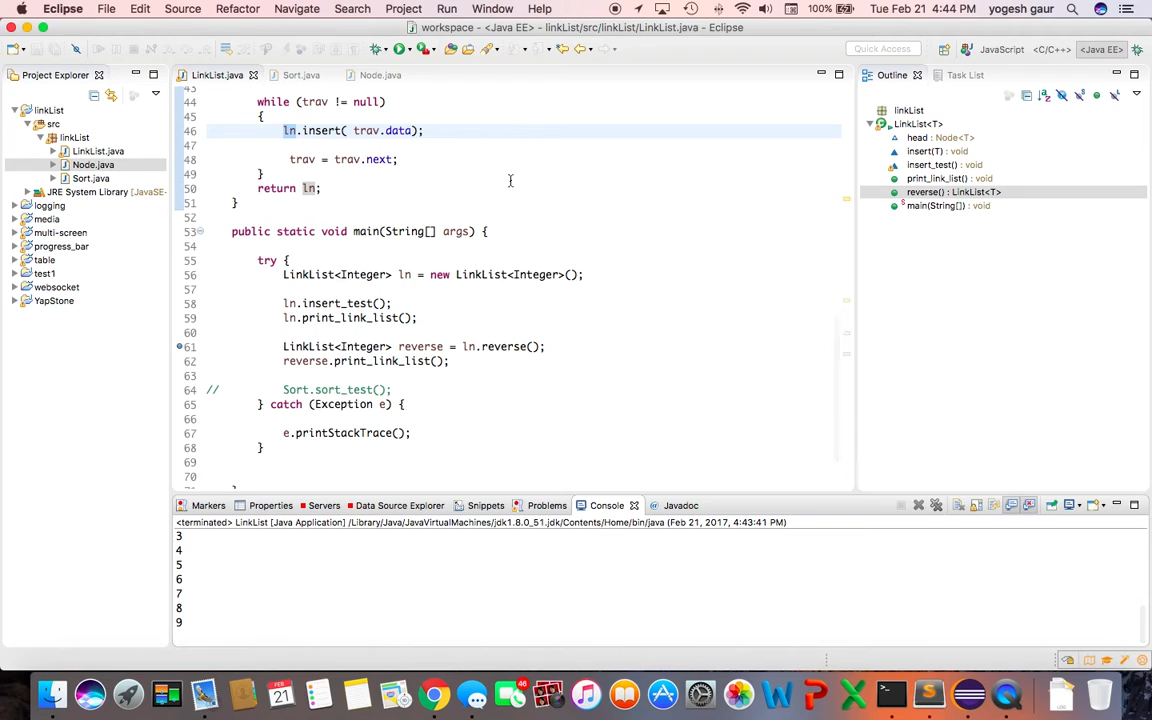 Eclipse File Edit Source Refactor Navigate Search Project Run Window Help 100% Tue Feb 21 4:44 PM yogesh gaur
workspace - <Java EE> - linkList/src/linkList/LinkList.java - Eclipse
Quick Access JavaScript <C/C++> <Java EE>
Project Explorer
linkList
src
linkList
LinkList.java
Node.java
Sort.java
JRE System Library [JavaSE-
logging
media
multi-screen
progress_bar
table
test1
websocket
YapStone
LinkList.java Sort.java Node.java
43
44 while (trav != null)
45 {
46 ln.insert( trav.data);
47
48 trav = trav.next;
49 }
50 return ln;
51 }
52
53 public static void main(String[] args) {
54
55 try {
56 LinkList<Integer> ln = new LinkList<Integer>();
57
58 ln.insert_test();
59 ln.print_link_list();
60
61 LinkList<Integer> reverse = ln.reverse();
62 reverse.print_link_list();
63
64 // Sort.sort_test();
65 } catch (Exception e) {
66
67 e.printStackTrace();
68 }
69
70
Outline Task List
linkList
LinkList<T>
head : Node<T>
insert(T) : void
insert_test() : void
print_link_list() : void
reverse() : LinkList<T>
main(String[]) : void
Markers Properties Servers Data Source Explorer Snippets Problems Console Javadoc
<terminated> LinkList [Java Application] /Library/Java/JavaVirtualMachines/jdk1.8.0_51.jdk/Contents/Home/bin/java (Feb 21, 2017, 4:43:41 PM)
3
4
5
6
7
8
9
FEB
21
46